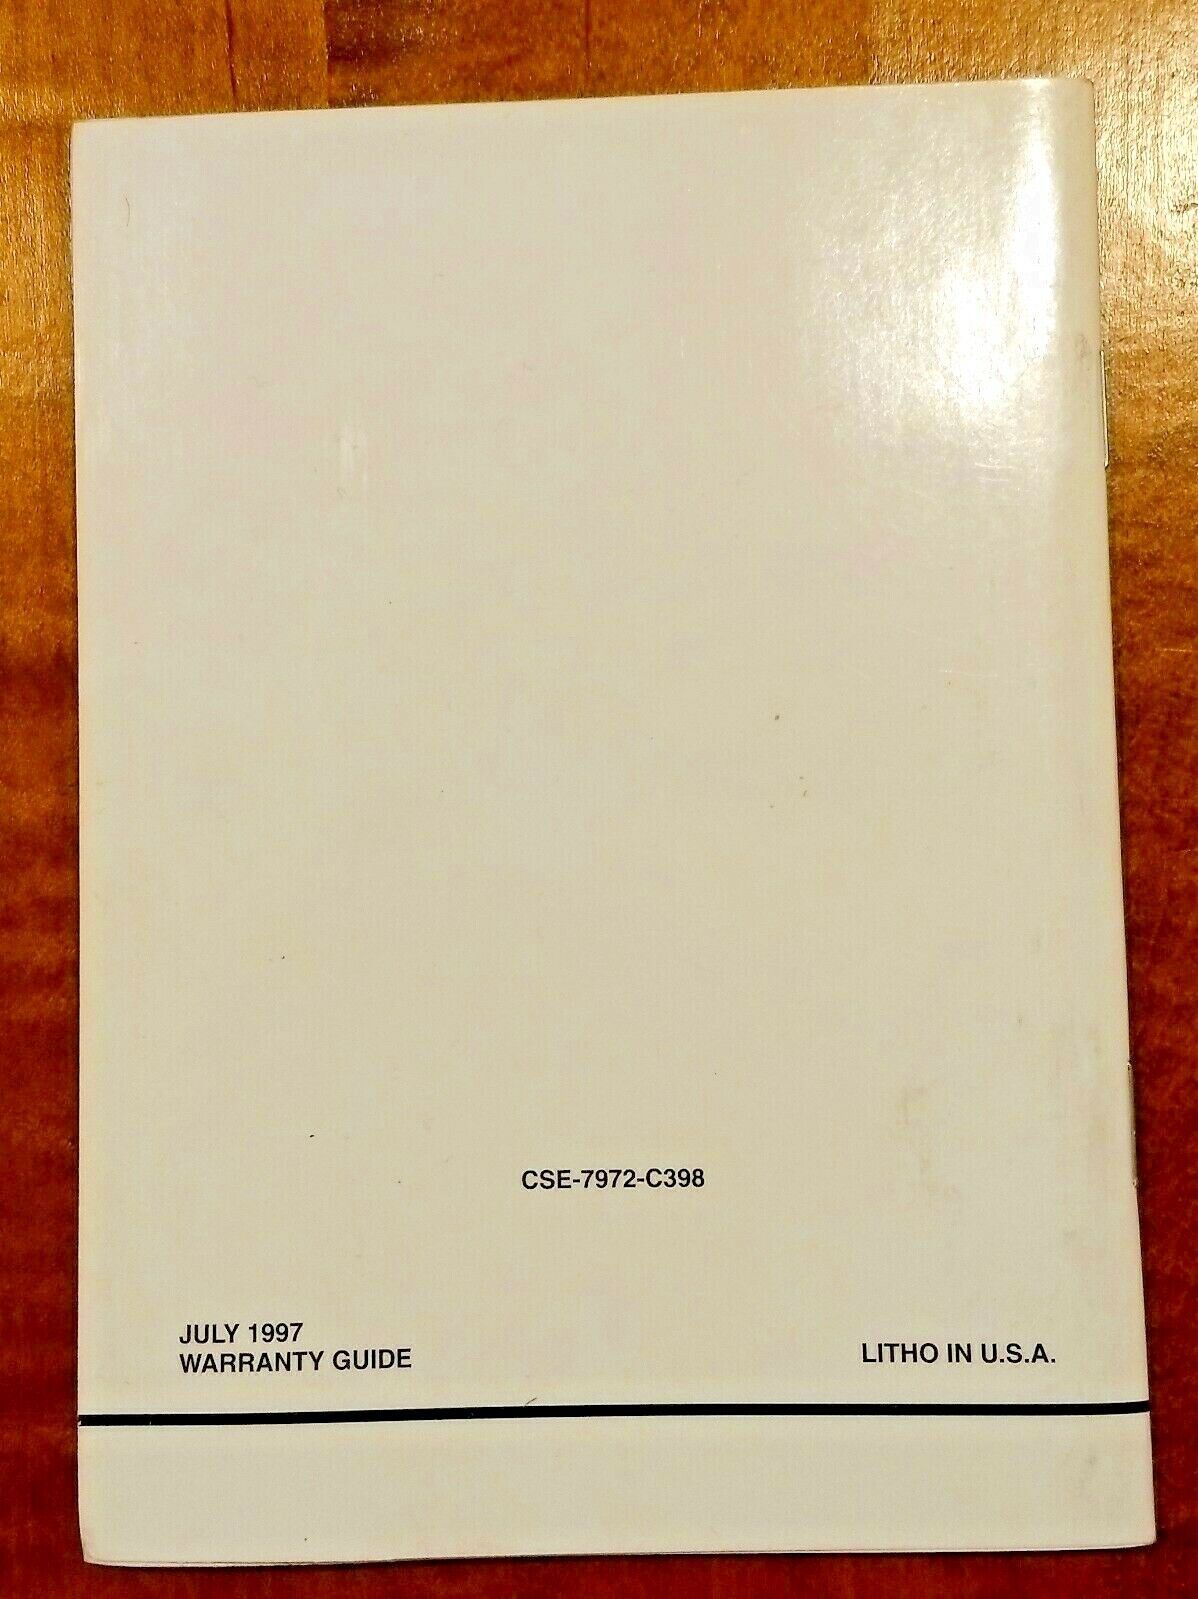 CSE-7972-C398
JULY 1997
WARRANTY GUIDE
LITHO IN U.S.A.